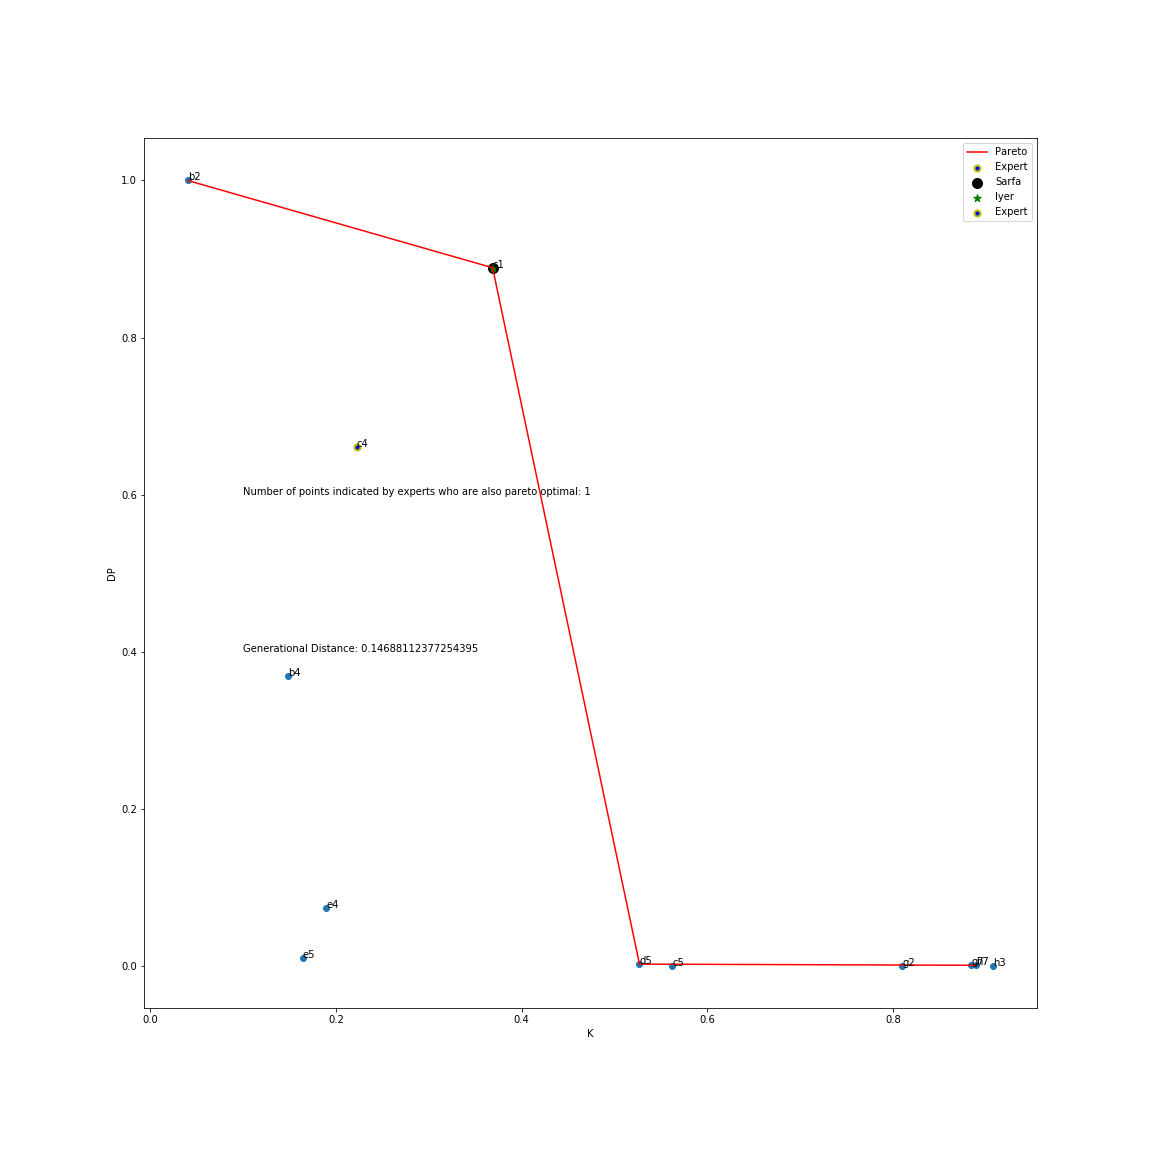 Pareto
Expert
Sarfa
Iyer
Expert
1.0
b2
c1
0.8
c4
0.6
Number of points indicated by experts who are also pareto optimal: 1
DP
0.4
Generational Distance: 0.14688112377254395
b4
0.2
e4
e5
0.0
d5
c5
g2
h3
0.0 0.2 0.4 0.6 0.8
K